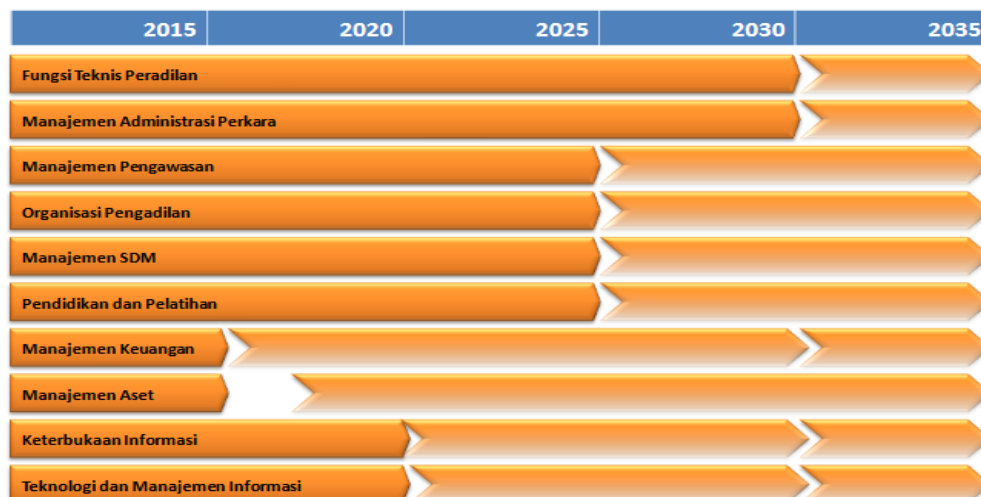 2015 2020 2025 2030 2035
Fungsi Teknis Peradilan
Manajemen Administrasi Perkara
Manajemen Pengawasan
Organisasi Pengadilan
Manajemen SDM
Pendidikan dan Pelatihan
Manajemen Keuangan
Manajemen Aset
Keterbukaan Informasi
Teknologi dan Manajemen Informasi